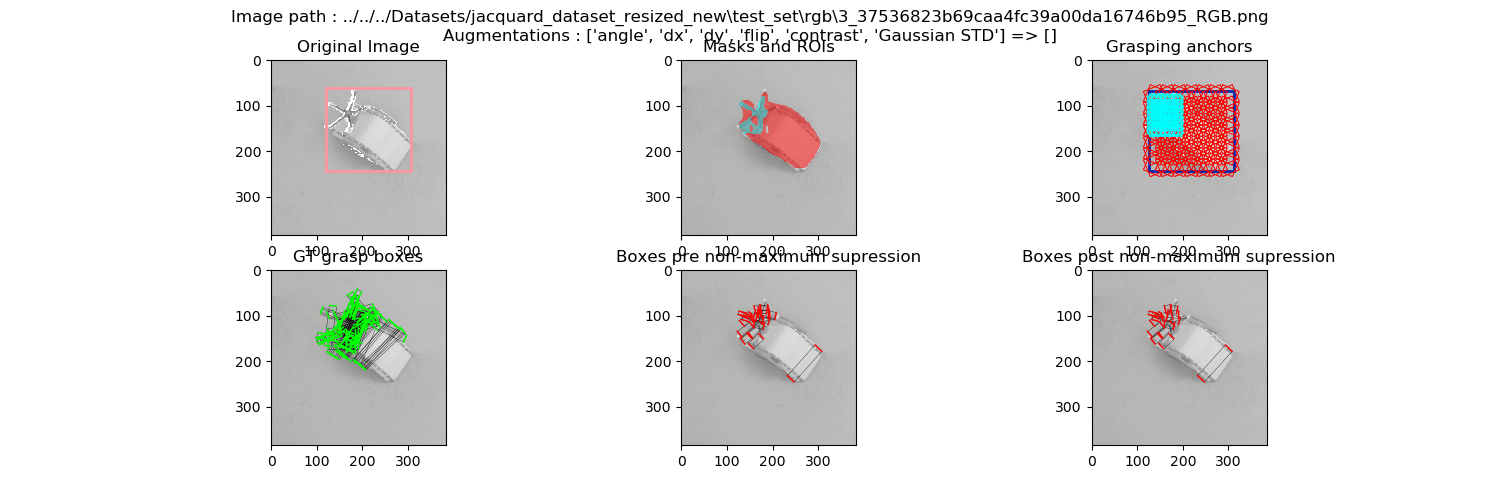 Image path : ../../../Datasets/jacquard_dataset_resized_new\test_set\rgb\3_37536823b69caa4fc39a00da16746b95_RGB.png
Augmentations : ['angle', 'dx', 'dy', 'flip', 'contrast', 'Gaussian STD'] => []
Original Image
0
100
200
300
0 100 200 300
Masks and ROIs
0
100
200
300
0 100 200 300
Grasping anchors
0
100
200
300
0 100 200 300
GT grasp boxes
0
100
200
300
0 100 200 300
Boxes pre non-maximum supression
0
100
200
300
0 100 200 300
Boxes post non-maximum supression
0
100
200
300
0 100 200 300